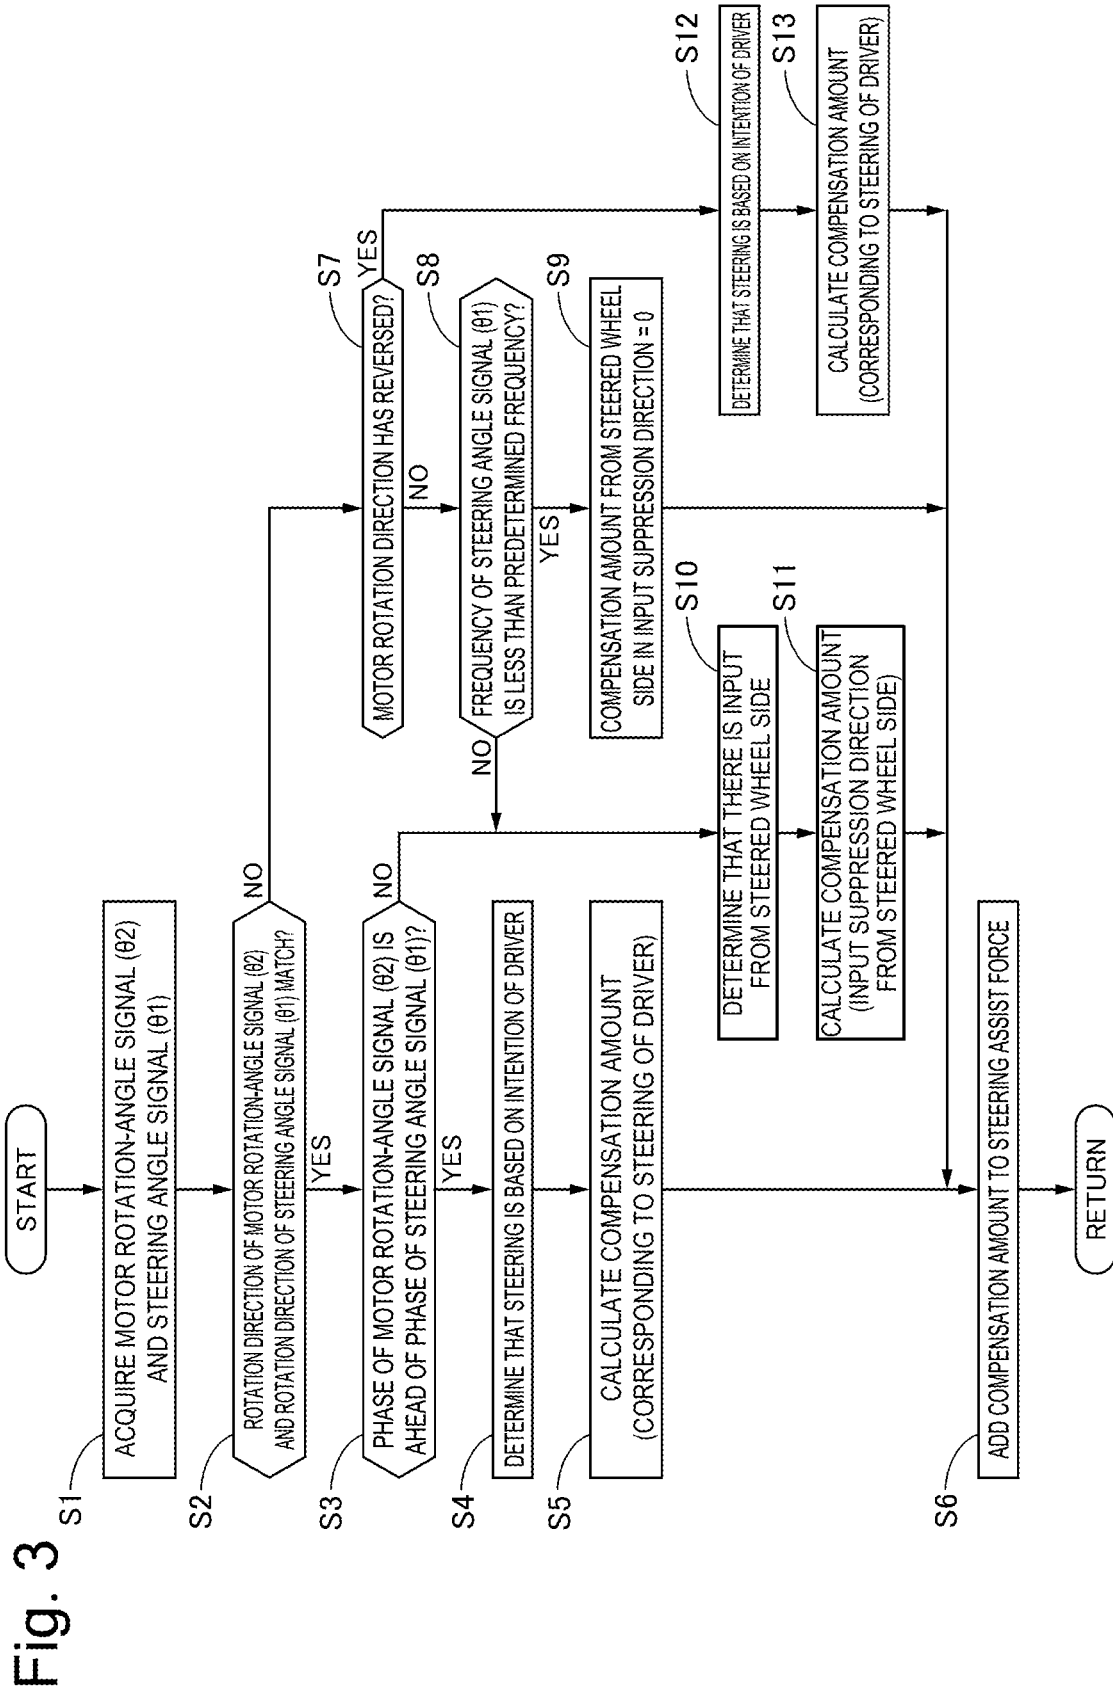 Fig. 3
START
S1
ACQUIRE MOTOR ROTATION-ANGLE SIGNAL (θ2)
AND STEERING ANGLE SIGNAL (θ1)
S2
ROTATION DIRECTION OF MOTOR ROTATION-ANGLE SIGNAL (θ2)
AND ROTATION DIRECTION OF STEERING ANGLE SIGNAL (θ1) MATCH?
NO
YES
S3
PHASE OF MOTOR ROTATION-ANGLE SIGNAL (θ2) IS
AHEAD OF PHASE OF STEERING ANGLE SIGNAL (θ1)?
NO
YES
S4
DETERMINE THAT STEERING IS BASED ON INTENTION OF DRIVER
S5
CALCULATE COMPENSATION AMOUNT
(CORRESPONDING TO STEERING OF DRIVER)
S6
ADD COMPENSATION AMOUNT TO STEERING ASSIST FORCE
RETURN
S7
MOTOR ROTATION DIRECTION HAS REVERSED?
YES
NO
S8
FREQUENCY OF STEERING ANGLE SIGNAL (θ1)
IS LESS THAN PREDETERMINED FREQUENCY?
NO
YES
S9
COMPENSATION AMOUNT FROM STEERED WHEEL
SIDE IN INPUT SUPPRESSION DIRECTION = 0
S10
DETERMINE THAT THERE IS INPUT
FROM STEERED WHEEL SIDE
S11
CALCULATE COMPENSATION AMOUNT
(INPUT SUPPRESSION DIRECTION
FROM STEERED WHEEL SIDE)
S12
DETERMINE THAT STEERING IS BASED ON INTENTION OF DRIVER
S13
CALCULATE COMPENSATION AMOUNT
(CORRESPONDING TO STEERING OF DRIVER)